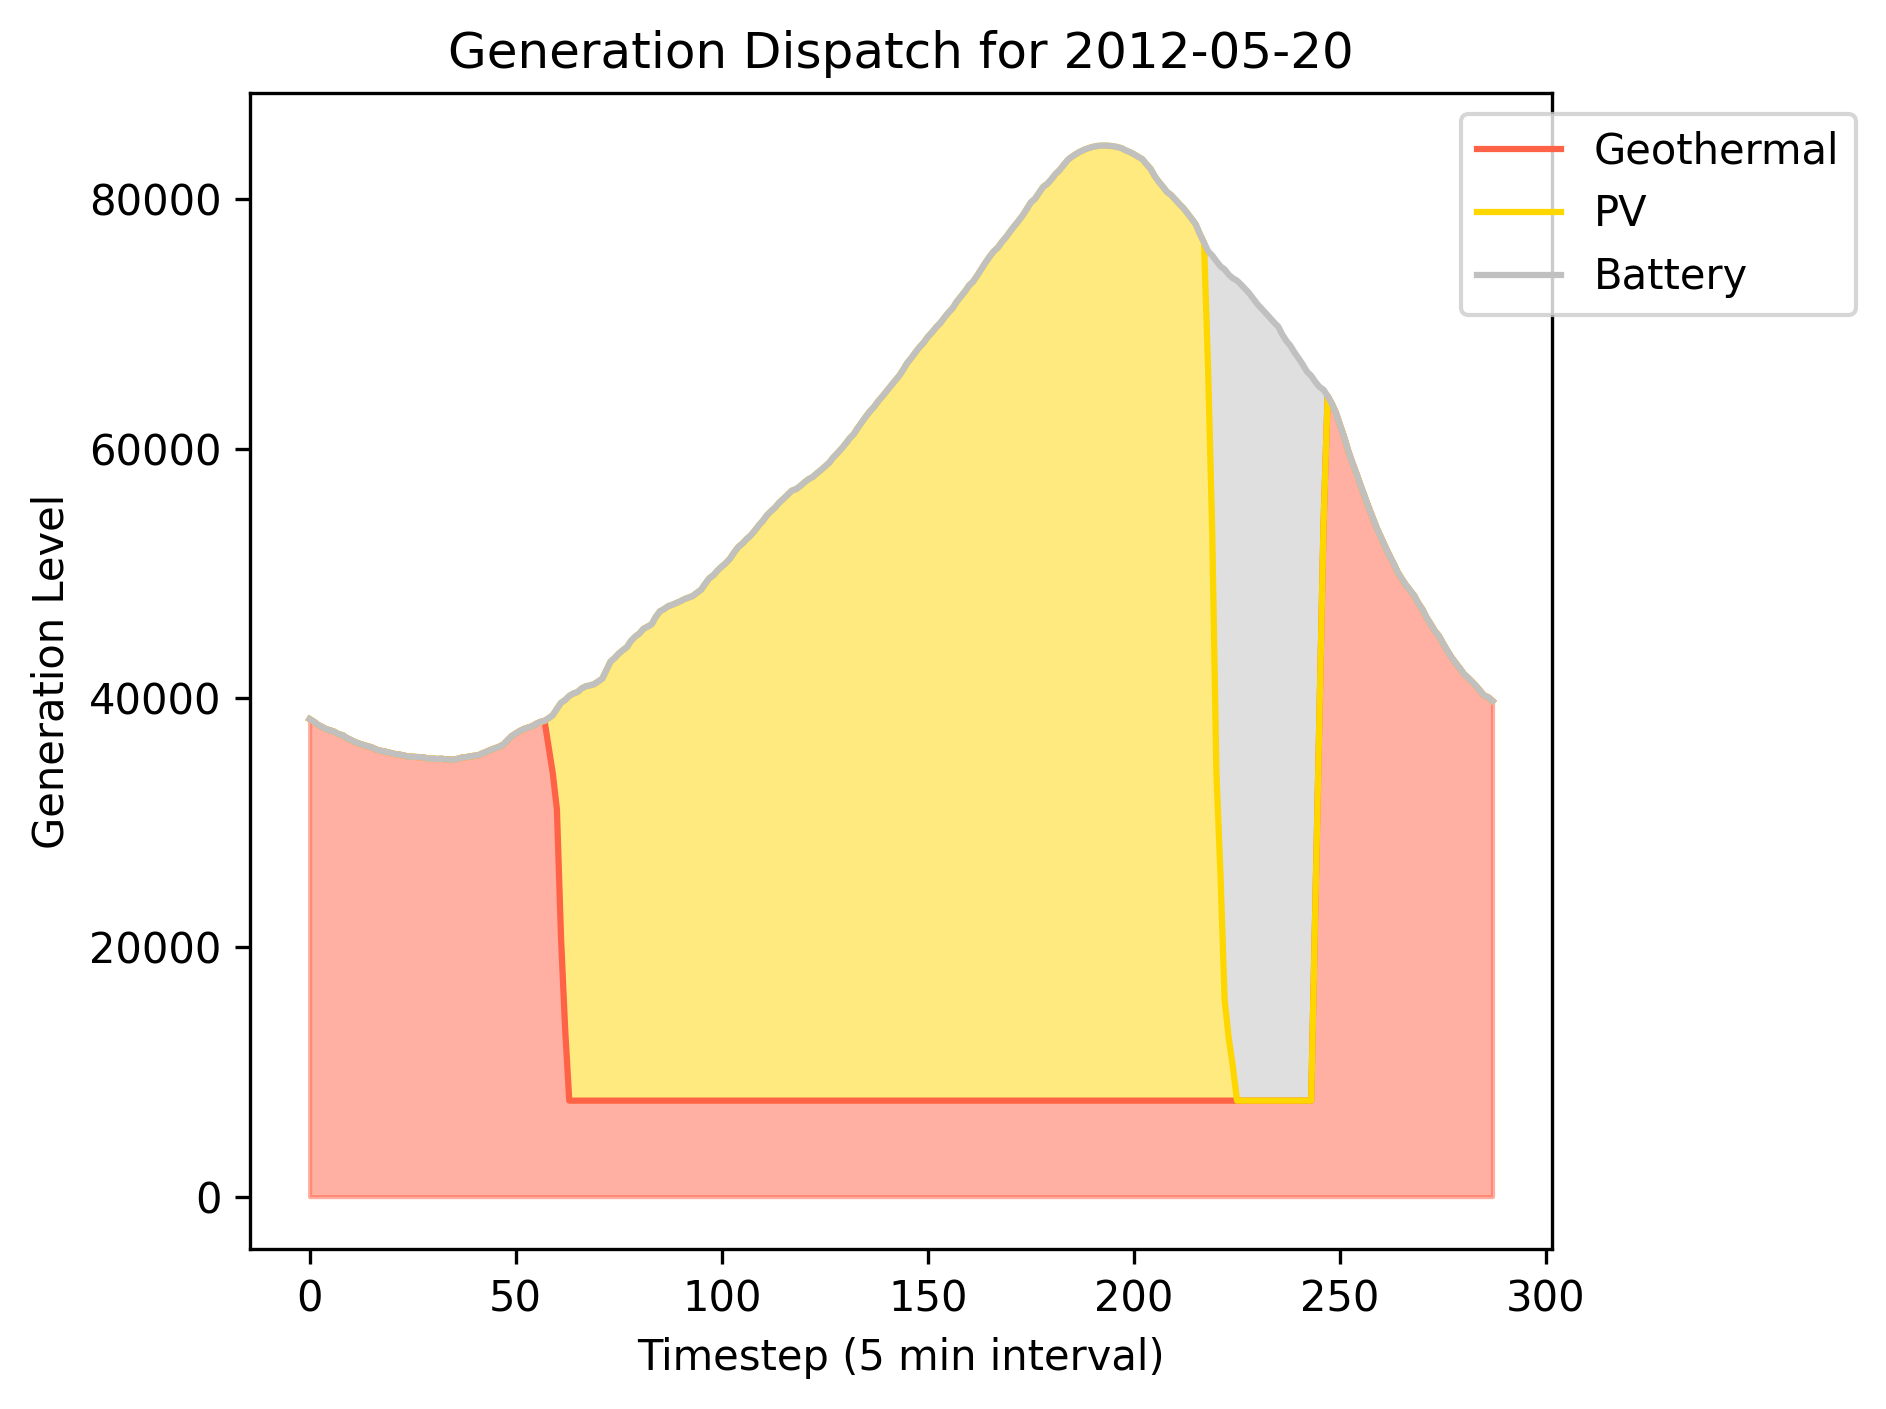 Generation Dispatch for 2012-05-20
Geothermal
PV
Battery
Generation Level
80000
60000
40000
20000
0
0 50 100 150 200 250 300
Timestep (5 min interval)